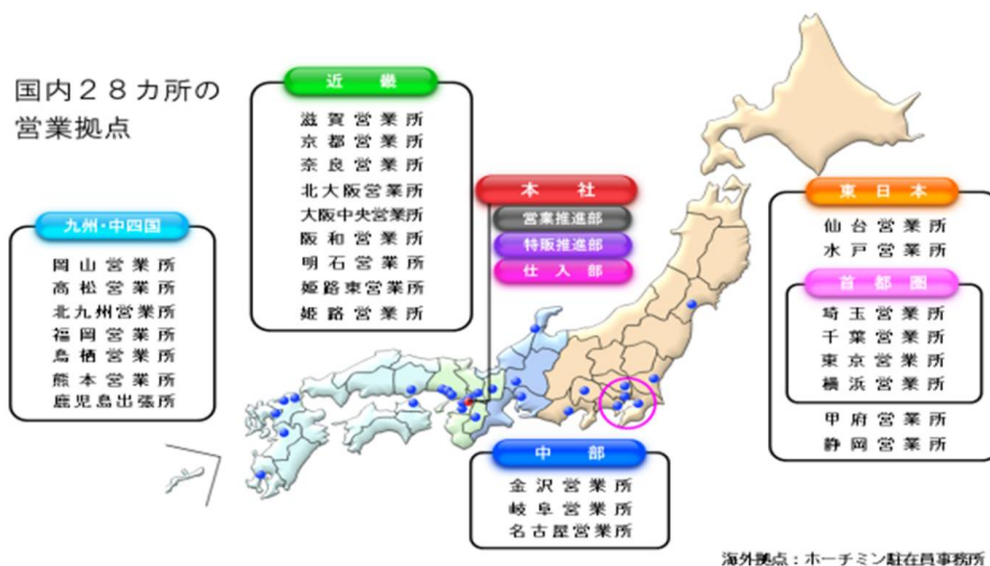 国内２８カ所の
営業拠点
近畿
滋賀営業所
京都営業所
奈良営業所
北大阪営業所
大阪中央営業所
阪和営業所
明石営業所
姫路東営業所
姫路営業所
本社
営業推進部
特販推進部
仕入部
九州・中四国
岡山営業所
高松営業所
北九州営業所
福岡営業所
鳥栖営業所
熊本営業所
鹿児島出張所
東日本
仙台営業所
水戸営業所
首都圏
埼玉営業所
千葉営業所
東京営業所
横浜営業所
甲府営業所
静岡営業所
中部
金沢営業所
岐阜営業所
名古屋営業所
海外拠点：ホーチミン駐在員事務所